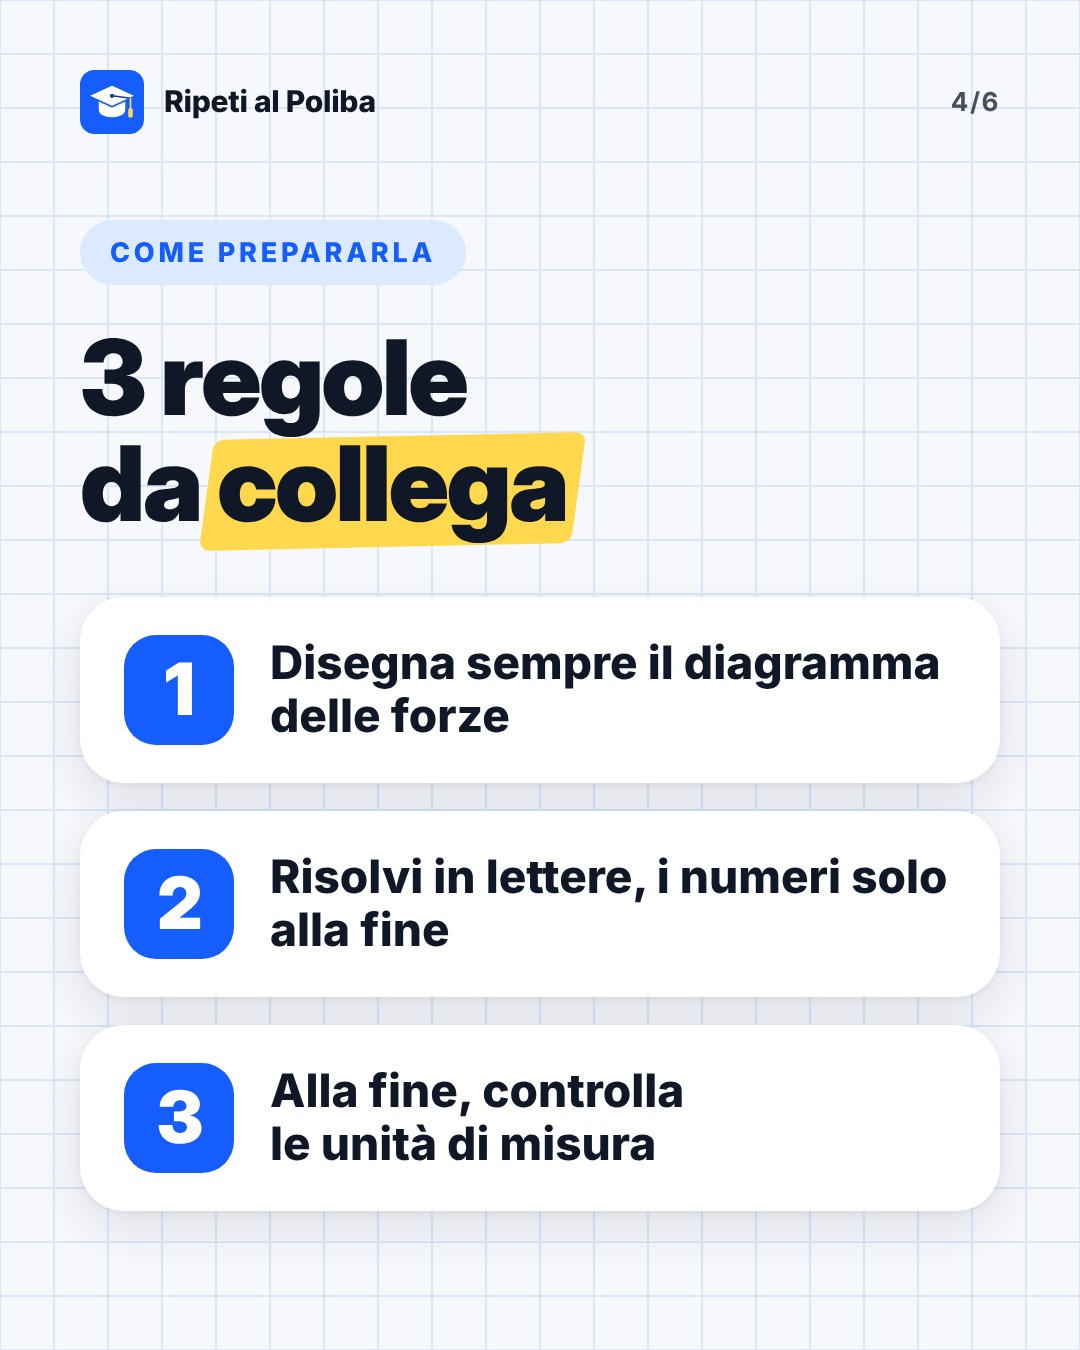 Ripeti al Poliba
4/6
COME PREPARARLA
3 regole
da collega
1
Disegna sempre il diagramma
delle forze
2
Risolvi in lettere, i numeri solo
alla fine
3
Alla fine, controlla
le unità di misura